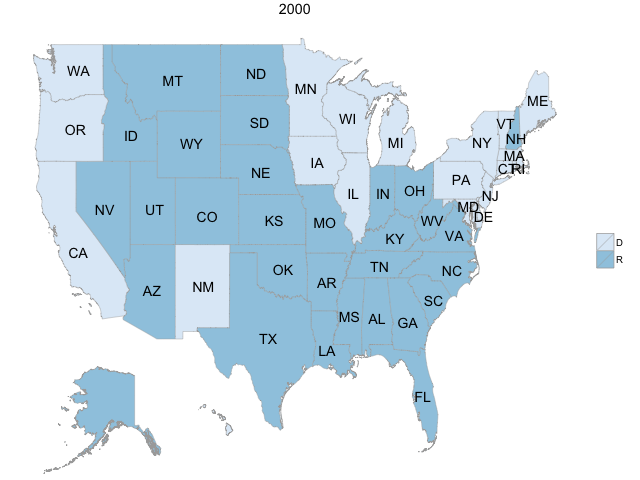 2000
WA
MT
ND
MN
ME
OR
ID
SD
WI
VT
NH
WY
MI
NY
MA
CT
RI
NE
IA
PA
NV
UT
CO
IL
IN
OH
NJ
MD
DE
KS
MO
WV
VA
KY
CA
D
R
AZ
NM
OK
TN
NC
AR
SC
TX
MS
AL
GA
LA
FL